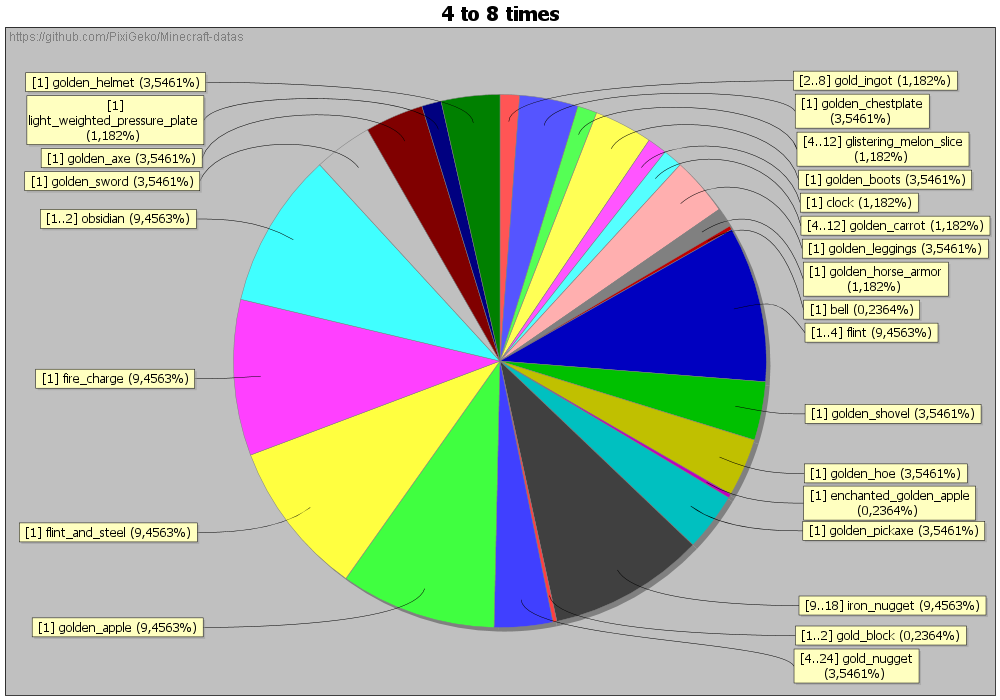 4 to 8 times
https://github.com/PixiGeko/Minecraft-datas
[1] golden_helmet (3,5461%)
[1]
light_weighted_pressure_plate
(1,182%)
[1] golden_axe (3,5461%)
[1] golden_sword (3,5461%)
[1..2] obsidian (9,4563%)
[1] fire_charge (9,4563%)
[1] flint_and_steel (9,4563%)
[1] golden_apple (9,4563%)
[2..8] gold_ingot (1,182%)
[1] golden_chestplate
(3,5461%)
[4..12] glistering_melon_slice
(1,182%)
[1] golden_boots (3,5461%)
[1] clock (1,182%)
[4..12] golden_carrot (1,182%)
[1] golden_leggings (3,5461%)
[1] golden_horse_armor
(1,182%)
[1] bell (0,2364%)
[1..4] flint (9,4563%)
[1] golden_shovel (3,5461%)
[1] golden_hoe (3,5461%)
[1] enchanted_golden_apple
(0,2364%)
[1] golden_pickaxe (3,5461%)
[9..18] iron_nugget (9,4563%)
[1..2] gold_block (0,2364%)
[4..24] gold_nugget
(3,5461%)